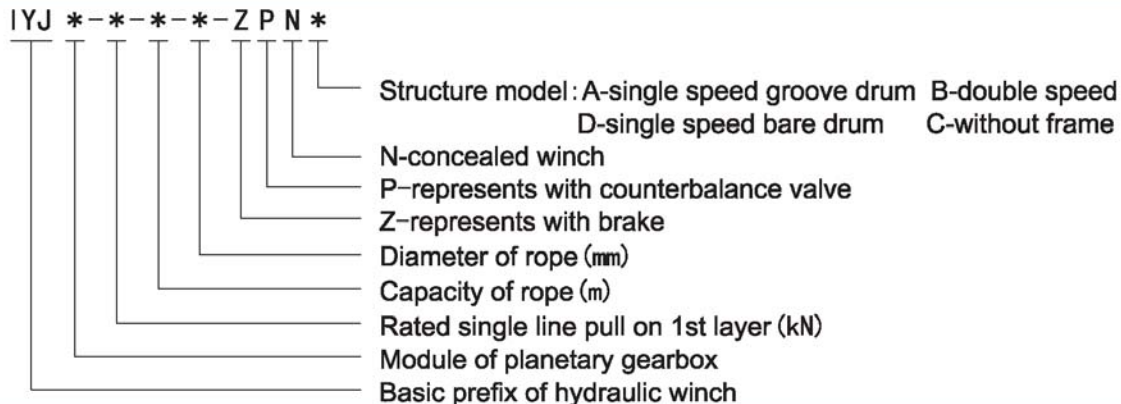 IYJ *-*-*-*-ZPN*
Structure model: A-single speed groove drum B-double speed
D-single speed bare drum C-without frame
N-concealed winch
P-represents with counterbalance valve
Z-represents with brake
Diameter of rope (mm)
Capacity of rope (m)
Rated single line pull on 1st layer (kN)
Module of planetary gearbox
Basic prefix of hydraulic winch